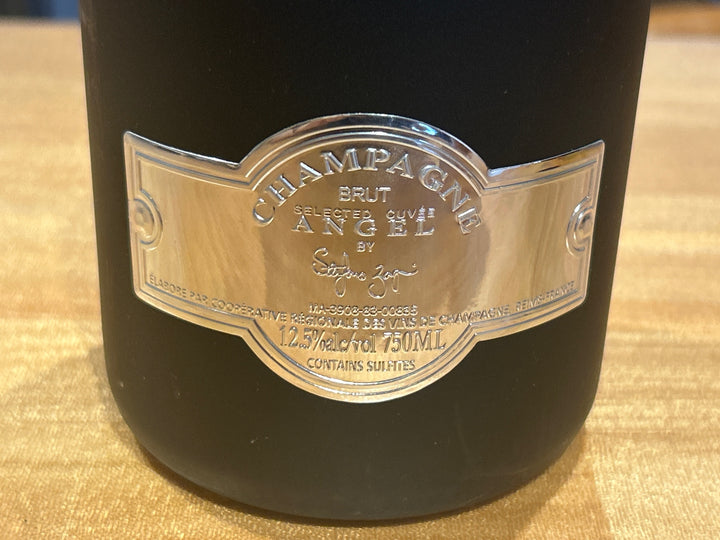 CHAMPAGNE
BRUT
SELECTED CUVÉE
ANGEL
BY
ÉLABORÉ PAR COOPÉRATIVE RÉGIONALE DES VINS DE CHAMPAGNE, REIMS FRANCE
12.5%alc/vol 750ML
CONTAINS SULFITES